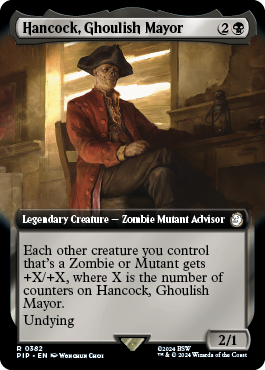 Hancock, Ghoulish Mayor 2
Legendary Creature — Zombie Mutant Advisor
Each other creature you control
that's a Zombie or Mutant gets
+X/+X, where X is the number of
counters on Hancock, Ghoulish
Mayor.
Undying
2/1
R 0382
PIP • EN Wonchun Choi
©2024 BSW
™ & © 2024 Wizards of the Coast